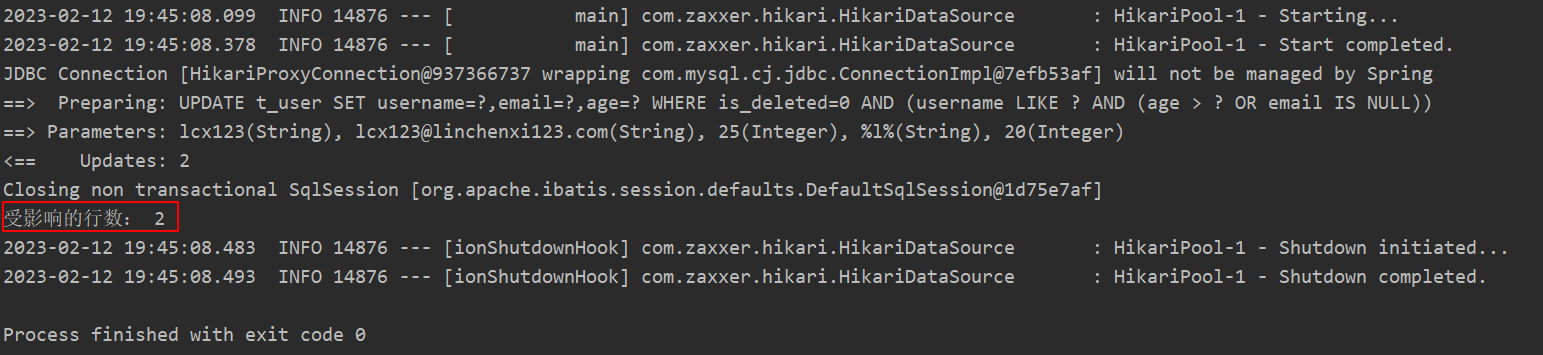 2023-02-12 19:45:08.099  INFO 14876 --- [           main] com.zaxxer.hikari.HikariDataSource       : HikariPool-1 - Starting...
2023-02-12 19:45:08.378  INFO 14876 --- [           main] com.zaxxer.hikari.HikariDataSource       : HikariPool-1 - Start completed.
JDBC Connection [HikariProxyConnection@937366737 wrapping com.mysql.cj.jdbc.ConnectionImpl@7efb53af] will not be managed by Spring
==>  Preparing: UPDATE t_user SET username=?,email=?,age=? WHERE is_deleted=0 AND (username LIKE ? AND (age > ? OR email IS NULL))
==> Parameters: lcx123(String), lcx123@linchenxi123.com(String), 25(Integer), %l%(String), 20(Integer)
<==    Updates: 2
Closing non transactional SqlSession [org.apache.ibatis.session.defaults.DefaultSqlSession@1d75e7af]
受影响的行数： 2
2023-02-12 19:45:08.483  INFO 14876 --- [ionShutdownHook] com.zaxxer.hikari.HikariDataSource       : HikariPool-1 - Shutdown initiated...
2023-02-12 19:45:08.493  INFO 14876 --- [ionShutdownHook] com.zaxxer.hikari.HikariDataSource       : HikariPool-1 - Shutdown completed.
Process finished with exit code 0